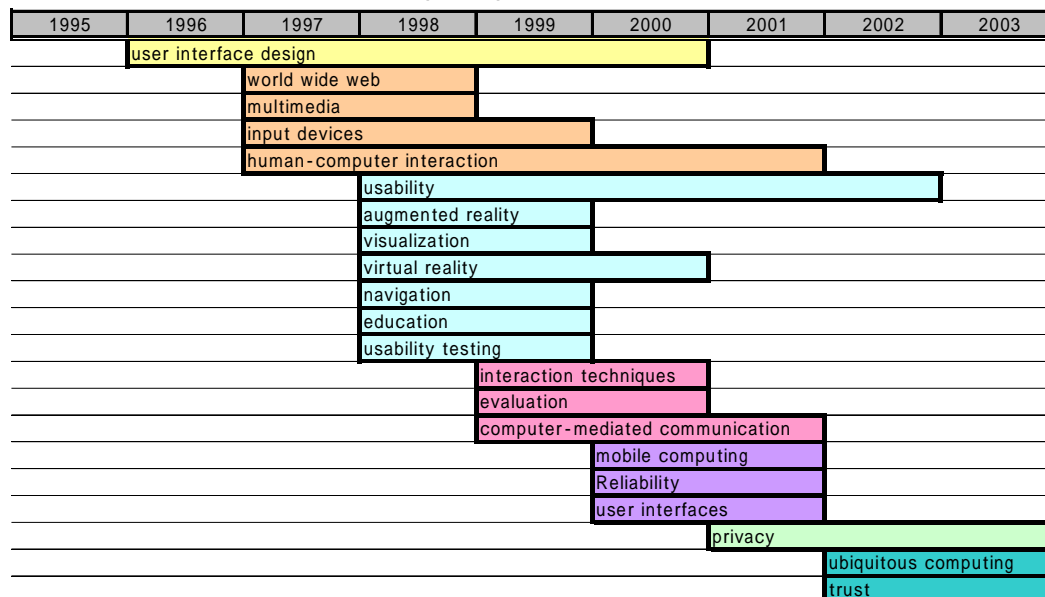 1995 1996 1997 1998 1999 2000 2001 2002 2003
user interface design
world wide web
multimedia
input devices
human-computer interaction
usability
augmented reality
visualization
virtual reality
navigation
education
usability testing
interaction techniques
evaluation
computer-mediated communication
mobile computing
Reliability
user interfaces
privacy
ubiquitous computing
trust